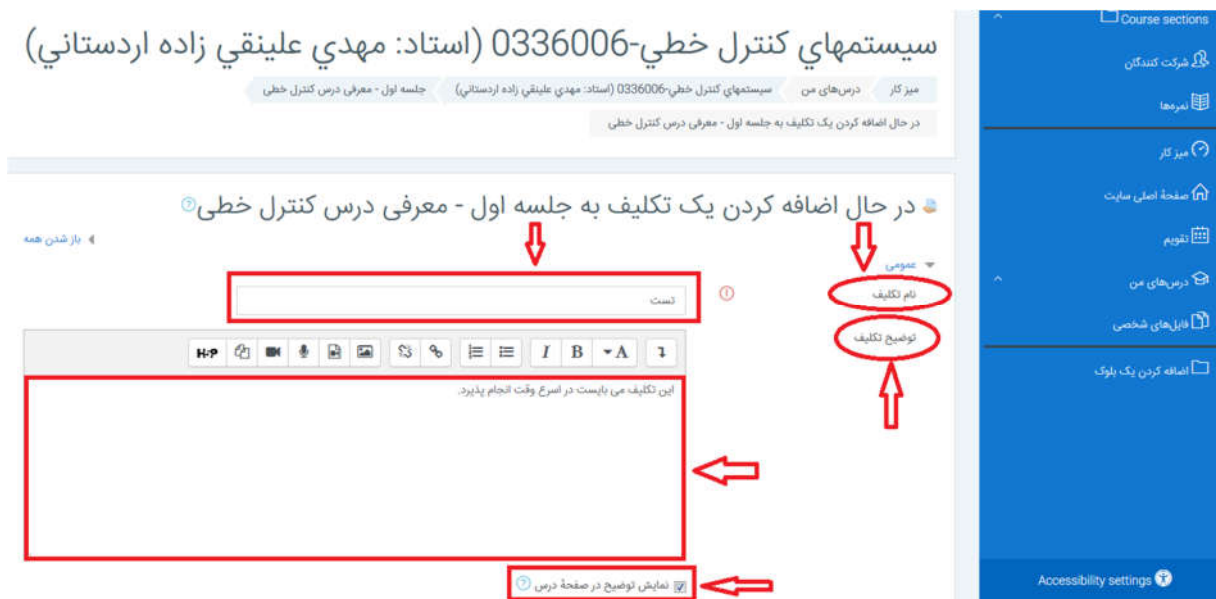 سيستمهاي کنترل خطي-0336006 (استاد: مهدي علينقي زاده اردستاني)
میز کار
درس‌های من
سيستمهاي کنترل خطي-0336006 (استاد: مهدي علينقي زاده اردستاني)
جلسه اول - معرفی درس کنترل خطی
در حال اضافه کردن یک تکلیف به جلسه اول - معرفی درس کنترل خطی
Course sections
شرکت کنندگان
نمره‌ها
میز کار
صفحهٔ اصلی سایت
تقویم
درس‌های من
فایل‌های شخصی
اضافه کردن یک بلوک
Accessibility settings
در حال اضافه کردن یک تکلیف به جلسه اول - معرفی درس کنترل خطی
باز شدن همه
عمومی
نام تکلیف
تست
توضیح تکلیف
A B I H-P
این تکلیف می بایست در اسرع وقت انجام پذیرد.
نمایش توضیح در صفحهٔ درس